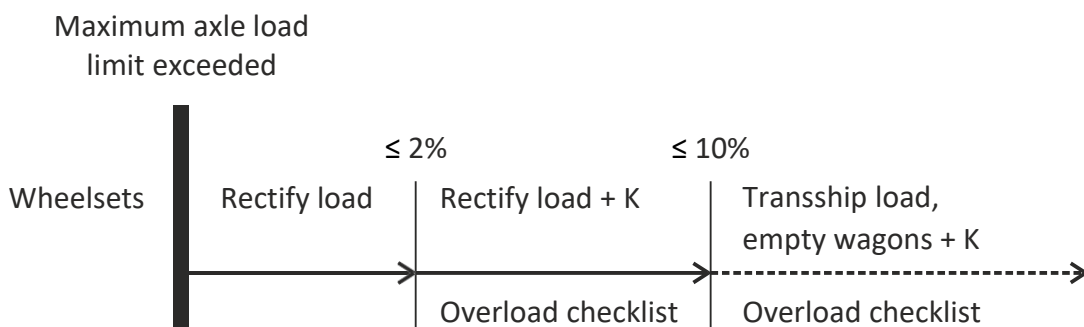 Maximum axle load
limit exceeded
≤ 2%
≤ 10%
Wheelsets
Rectify load
Rectify load + K
Transship load,
empty wagons + K
Overload checklist
Overload checklist